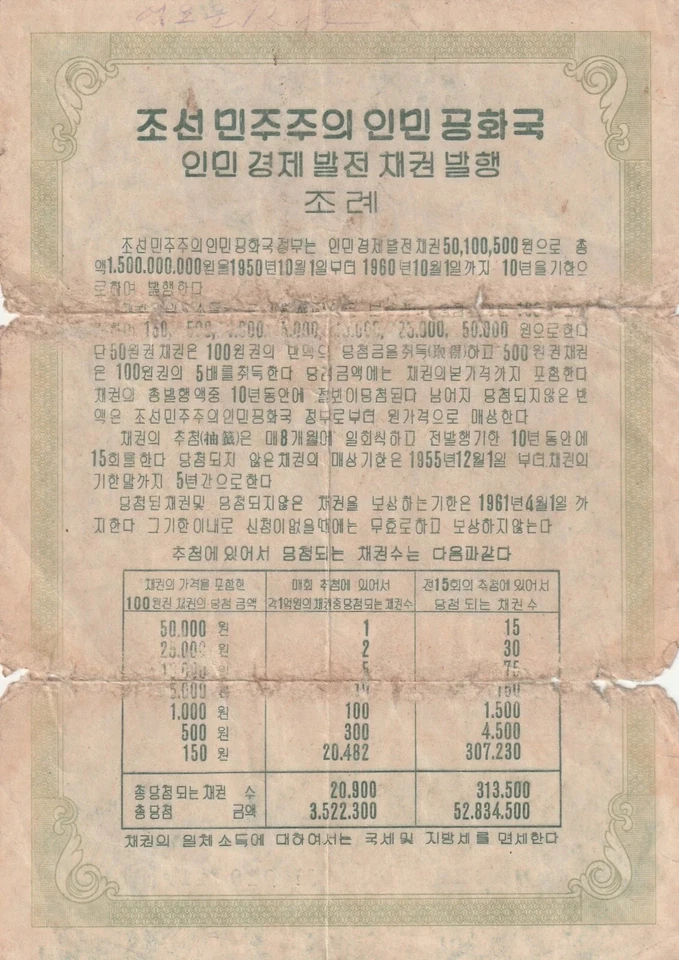 조선민주주의인민공화국
인민경제발전채권발행
조례
조선민주주의인민공화국정부는 인민경제발전채권50,100,500원으로 총
액1.500.000.000원을1950년10월1일부터 1960년10월1일까지 10년을기한으
로하여 발행한다
150, 500, 1.000, 5.000, 10.000, 25.000, 50.000 원으로한다
단50원권채권은 100원권의 반액의 당첨금을취득(取得)하고 500원권채권
은 100원권의 5배를취득한다 당첨금액에는 채권의본가격까지 포함한다
채권의 총발행액중 10년동안에 절반이당첨된다 남어지 당첨되지않은 반
액은 조선민주주의인민공화국 정부로부터 원가격으로 매상한다
채권의 추첨(抽籤)은 매8개월에 일회씩하고 전발행기한 10년동안에
15회를한다 당첨되지 않은채권의 매상기한은 1955년12월1일 부터채권의
기한말까지 5년간으로한다
당첨된채권및 당첨되지않은 채권을 보상하는기한은 1961년4월1일 까
지한다 그기한이내로 신청이없을때에는 무효로하고 보상하지않는다
추첨에있어서 당첨되는 채권수는 다음과같다
채권의 가격을 포함한 매회 추첨에 있어서 전15회의 추첨에 있어서
100원권 채권의 당첨 금액 각1억원의채권중당첨되는채권수 당첨 되는 채권 수
50.000 원 1 15
25.000 원 2 30
10.000 원 5 75
5.000 원 10 150
1.000 원 100 1.500
500 원 300 4.500
150 원 20.482 307.230
총당첨되는채권 수 20.900 313.500
총당첨 금액 3.522.300 52.834.500
채권의 일체소득에 대하여서는 국세및 지방세를 면세한다